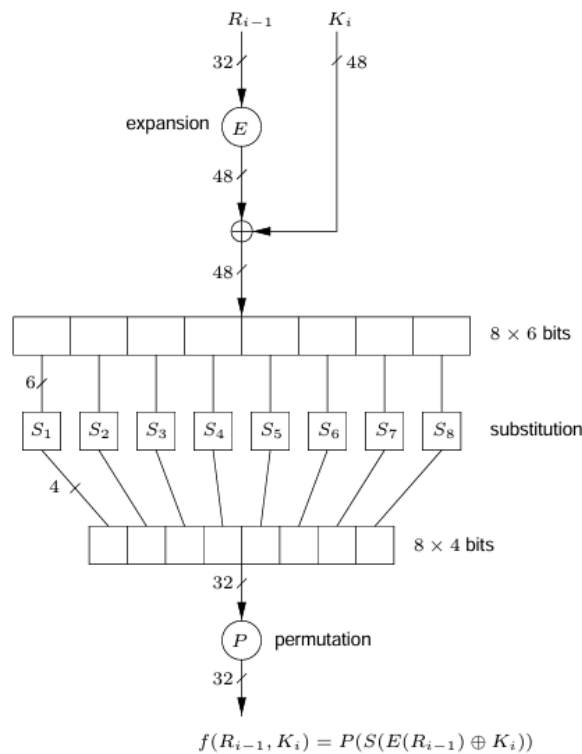 R_{i−1} K_i
32 48
expansion E
48
48
8 × 6 bits
6
S_1 S_2 S_3 S_4 S_5 S_6 S_7 S_8 substitution
4
8 × 4 bits
32
P permutation
32
f(R_{i−1}, K_i) = P(S(E(R_{i−1}) ⊕ K_i))